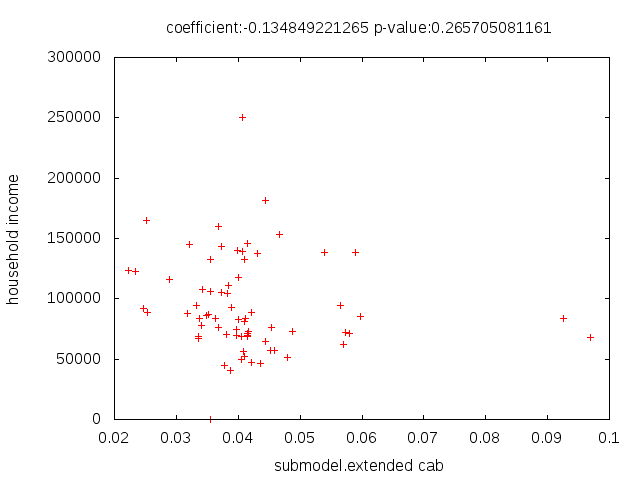 coefficient:-0.134849221265 p-value:0.265705081161
300000
250000
200000
150000
100000
50000
0
household income
0.02 0.03 0.04 0.05 0.06 0.07 0.08 0.09 0.1
submodel.extended cab